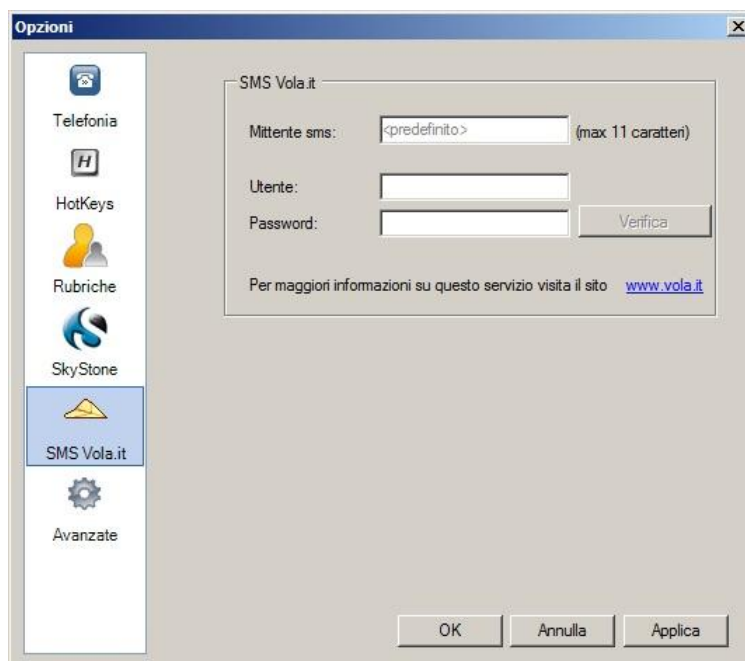 Opzioni
Telefonia
H
HotKeys
Rubriche
SkyStone
SMS Vola.it
Avanzate
SMS Vola.it
Mittente sms: <predefinito> (max 11 caratteri)
Utente:
Password: Verifica
Per maggiori informazioni su questo servizio visita il sito www.vola.it
OK Annulla Applica